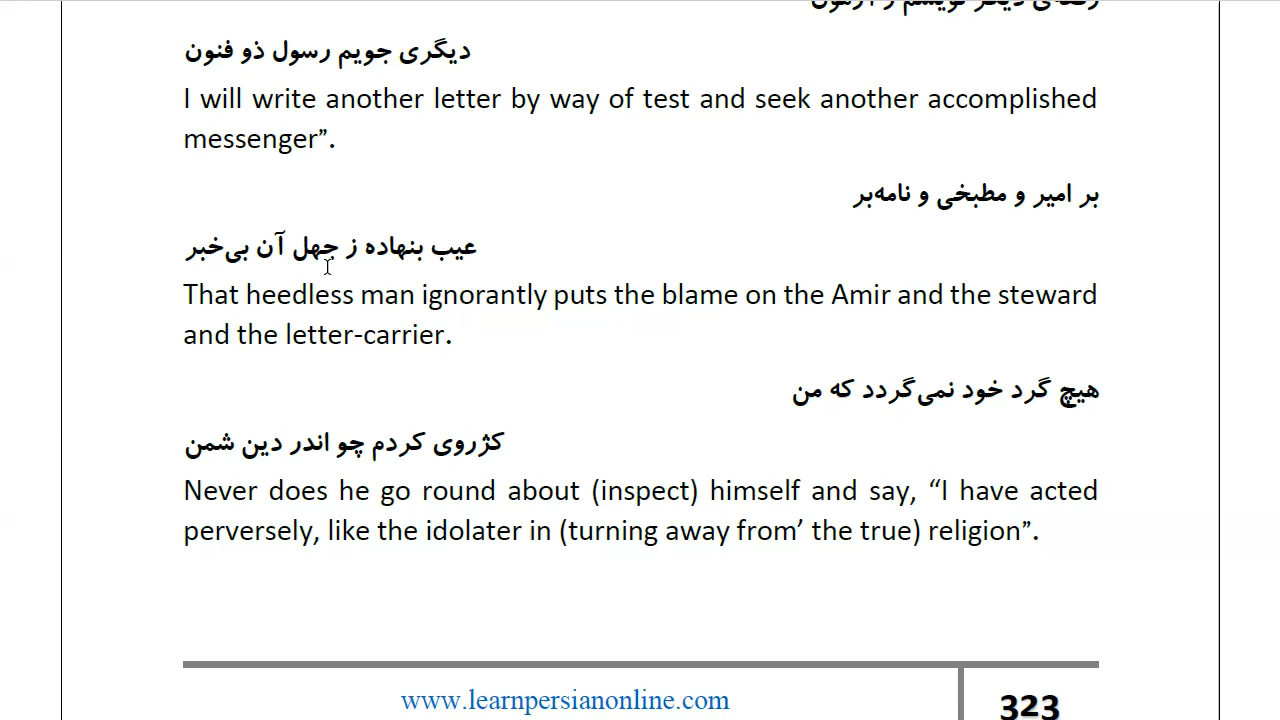 دیگری جویم رسول ذو فنون
I will write another letter by way of test and seek another accomplished
messenger”.
بر امیر و مطبخی و نامه‌بر
عیب بنهاده ز جهل آن بی‌خبر
That heedless man ignorantly puts the blame on the Amir and the steward
and the letter-carrier.
هیچ گرد خود نمی‌گردد که من
کژروی کردم چو اندر دین شمن
Never does he go round about (inspect) himself and say, “I have acted
perversely, like the idolater in (turning away from’ the true) religion”.
www.learnpersianonline.com
323